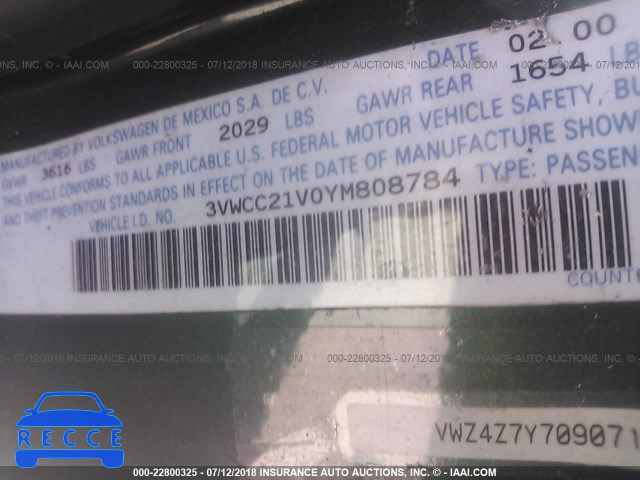 000-22800325 - 07/12/2018 INSURANCE AUTO AUCTIONS, INC. - IAAI.COM
MANUFACTURED BY VOLKSWAGEN DE MEXICO S.A. DE C.V. DATE 02 00
GVWR 3616 LBS GAWR FRONT 2029 LBS GAWR REAR 1654 LB
THIS VEHICLE CONFORMS TO ALL APPLICABLE U.S. FEDERAL MOTOR VEHICLE SAFETY, BU
AND THEFT PREVENTION STANDARDS IN EFFECT ON THE DATE OF MANUFACTURE SHOW
VEHICLE I.D. NO. 3VWCC21V0YM808784 TYPE: PASSEN
COUNT
000-22800325 - 07/12/2018 INSURANCE AUTO AUCTIONS, INC. - IAAI.COM
VWZ4Z7Y709071
000-22800325 - 07/12/2018 INSURANCE AUTO AUCTIONS, INC. - IAAI.COM